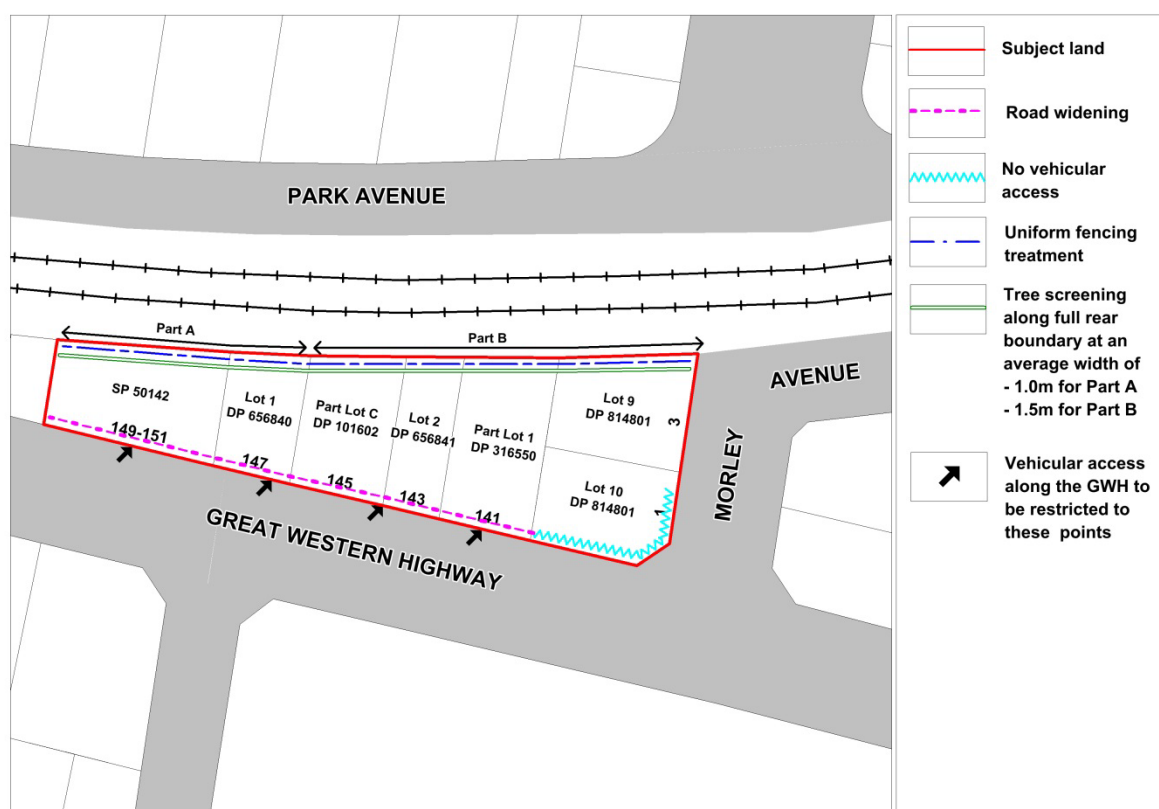 PARK AVENUE
Part A
Part B
AVENUE
SP 50142
Lot 1
DP 656840
Part Lot C
DP 101602
Lot 2
DP 656841
Part Lot 1
DP 316550
Lot 9
DP 814801
3
Lot 10
DP 814801
1
149-151
147
145
143
141
MORLEY
GREAT WESTERN HIGHWAY
Subject land
Road widening
No vehicular
access
Uniform fencing
treatment
Tree screening
along full rear
boundary at an
average width of
- 1.0m for Part A
- 1.5m for Part B
Vehicular access
along the GWH to
be restricted to
these points